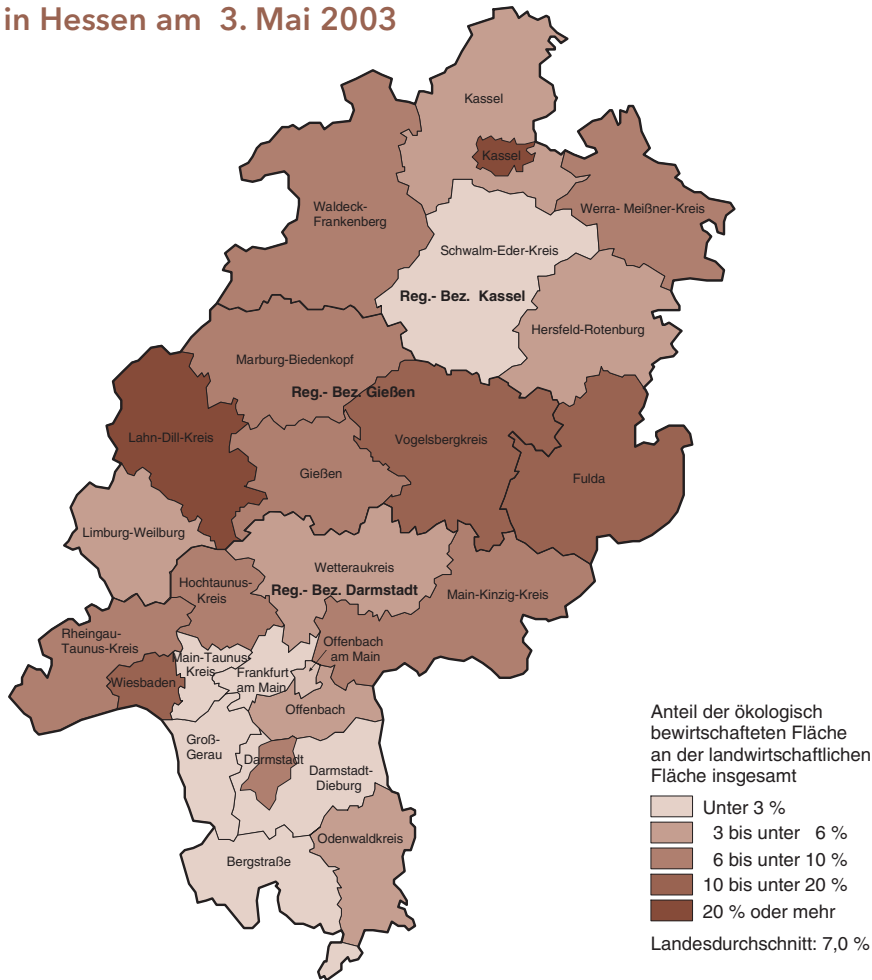 in Hessen am 3. Mai 2003
Kassel
Kassel
Waldeck-
Frankenberg
Werra- Meißner-Kreis
Schwalm-Eder-Kreis
Reg.- Bez. Kassel
Hersfeld-Rotenburg
Marburg-Biedenkopf
Reg.- Bez. Gießen
Lahn-Dill-Kreis
Vogelsbergkreis
Gießen
Fulda
Limburg-Weilburg
Wetteraukreis
Hochtaunus-
Kreis
Reg.- Bez. Darmstadt
Main-Kinzig-Kreis
Rheingau-
Taunus-Kreis
Offenbach
am Main
Main-Taunus-
Kreis
Frankfurt
am Main
Wiesbaden
Offenbach
Groß-
Gerau
Darmstadt
Darmstadt-
Dieburg
Odenwaldkreis
Bergstraße
Anteil der ökologisch
bewirtschafteten Fläche
an der landwirtschaftlichen
Fläche insgesamt
Unter 3 %
3 bis unter 6 %
6 bis unter 10 %
10 bis unter 20 %
20 % oder mehr
Landesdurchschnitt: 7,0 %